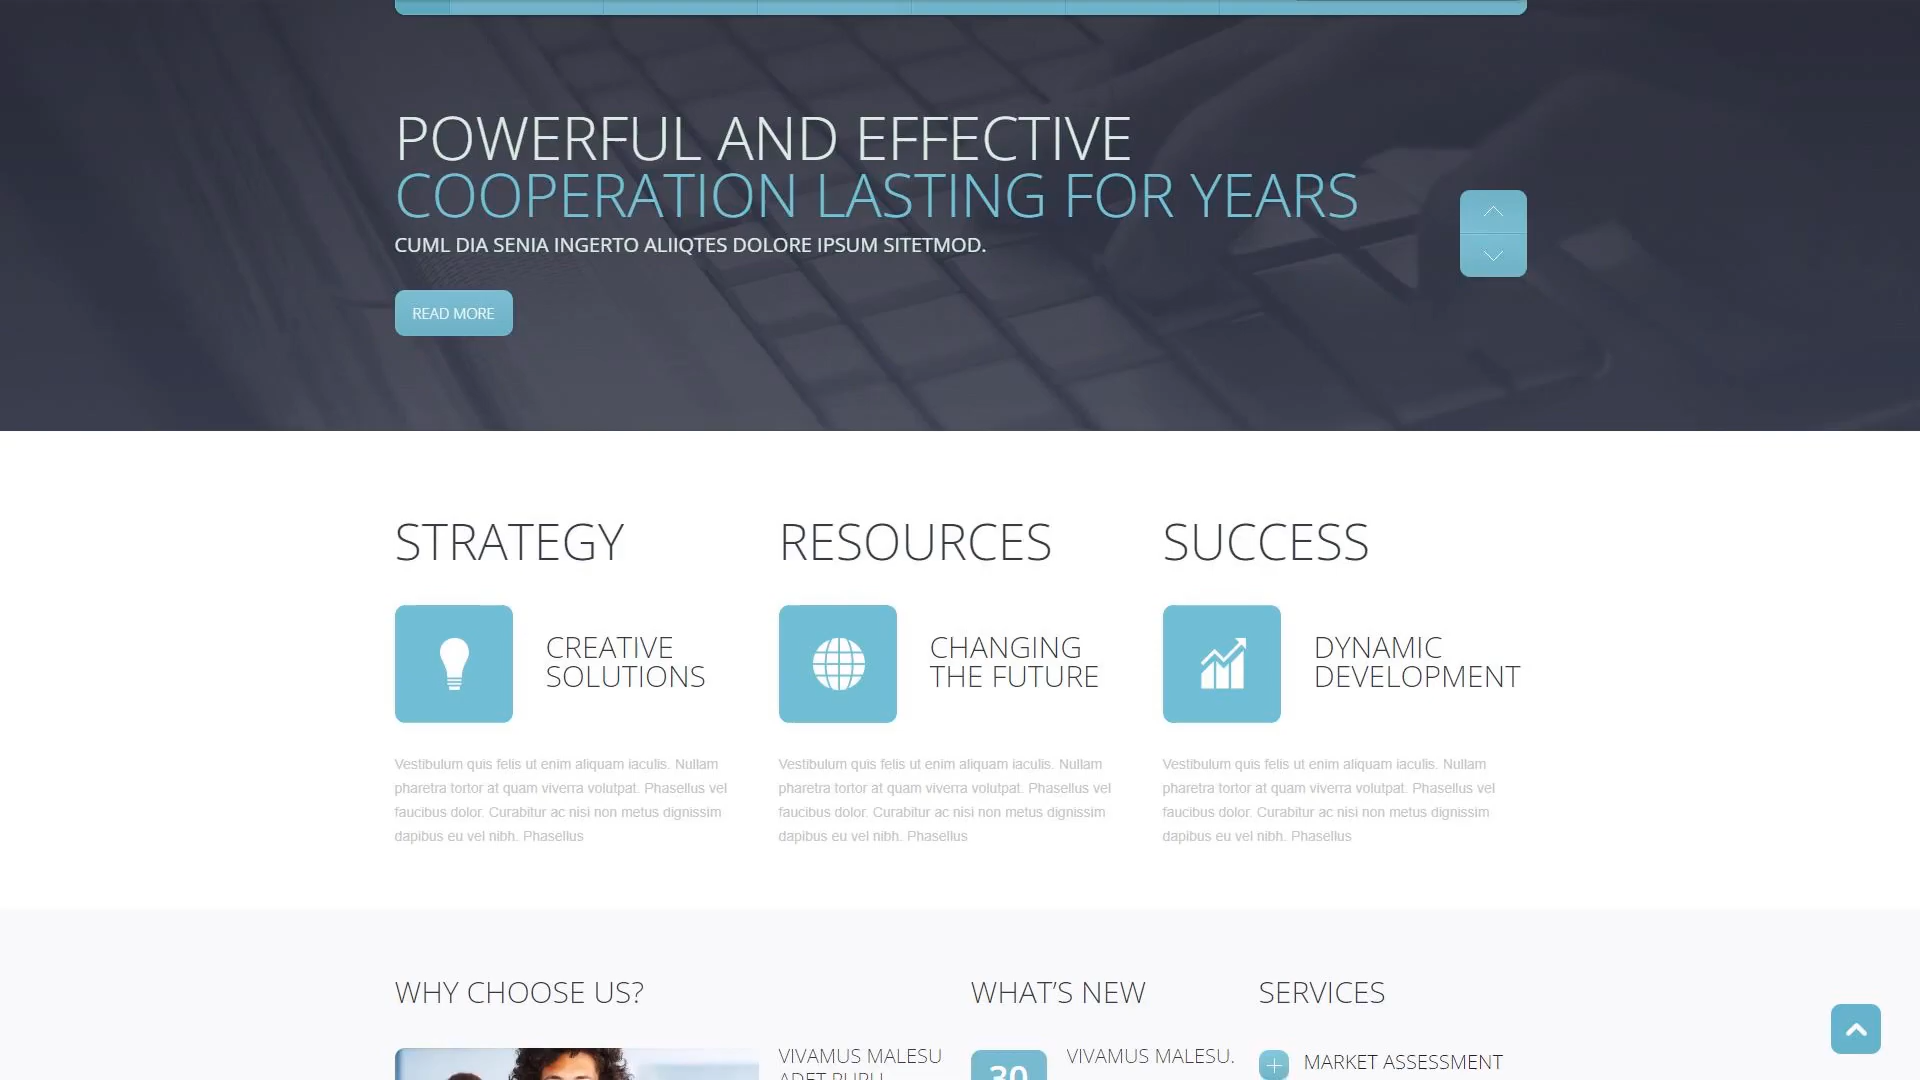 POWERFUL AND EFFECTIVE
COOPERATION LASTING FOR YEARS
CUML DIA SENIA INGERTO ALIIQTES DOLORE IPSUM SITETMOD.
READ MORE
STRATEGY
CREATIVE
SOLUTIONS
Vestibulum quis felis ut enim aliquam iaculis. Nullam
pharetra tortor at quam viverra volutpat. Phasellus vel
faucibus dolor. Curabitur ac nisi non metus dignissim
dapibus eu vel nibh. Phasellus
RESOURCES
CHANGING
THE FUTURE
Vestibulum quis felis ut enim aliquam iaculis. Nullam
pharetra tortor at quam viverra volutpat. Phasellus vel
faucibus dolor. Curabitur ac nisi non metus dignissim
dapibus eu vel nibh. Phasellus
SUCCESS
DYNAMIC
DEVELOPMENT
Vestibulum quis felis ut enim aliquam iaculis. Nullam
pharetra tortor at quam viverra volutpat. Phasellus vel
faucibus dolor. Curabitur ac nisi non metus dignissim
dapibus eu vel nibh. Phasellus
WHY CHOOSE US?
VIVAMUS MALESU
WHAT'S NEW
30
VIVAMUS MALESU.
SERVICES
MARKET ASSESSMENT